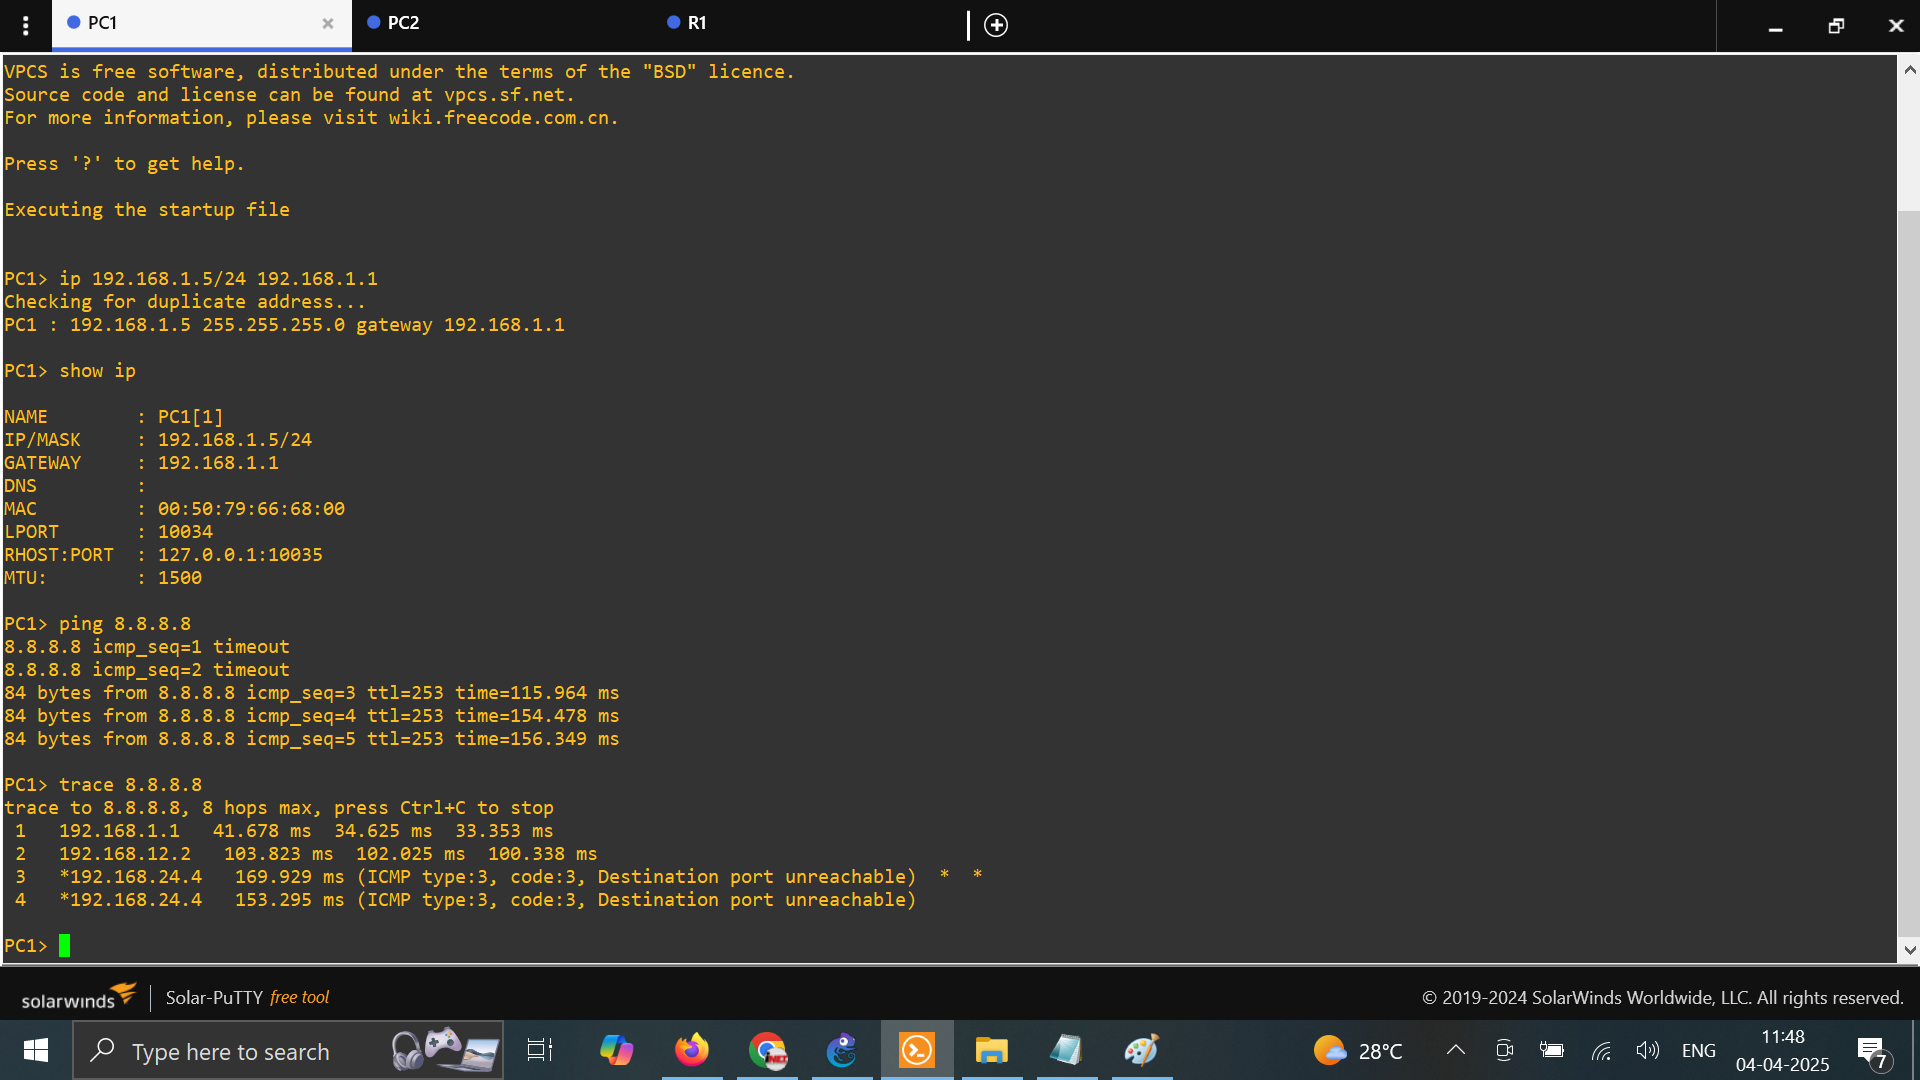 PC1
PC2
R1
VPCS is free software, distributed under the terms of the "BSD" licence.
Source code and license can be found at vpcs.sf.net.
For more information, please visit wiki.freecode.com.cn.
Press '?' to get help.
Executing the startup file
PC1> ip 192.168.1.5/24 192.168.1.1
Checking for duplicate address...
PC1 : 192.168.1.5 255.255.255.0 gateway 192.168.1.1
PC1> show ip
NAME        : PC1[1]
IP/MASK     : 192.168.1.5/24
GATEWAY     : 192.168.1.1
DNS         :
MAC         : 00:50:79:66:68:00
LPORT       : 10034
RHOST:PORT  : 127.0.0.1:10035
MTU:        : 1500
PC1> ping 8.8.8.8
8.8.8.8 icmp_seq=1 timeout
8.8.8.8 icmp_seq=2 timeout
84 bytes from 8.8.8.8 icmp_seq=3 ttl=253 time=115.964 ms
84 bytes from 8.8.8.8 icmp_seq=4 ttl=253 time=154.478 ms
84 bytes from 8.8.8.8 icmp_seq=5 ttl=253 time=156.349 ms
PC1> trace 8.8.8.8
trace to 8.8.8.8, 8 hops max, press Ctrl+C to stop
 1   192.168.1.1   41.678 ms  34.625 ms  33.353 ms
 2   192.168.12.2   103.823 ms  102.025 ms  100.338 ms
 3   *192.168.24.4   169.929 ms (ICMP type:3, code:3, Destination port unreachable)  *  *
 4   *192.168.24.4   153.295 ms (ICMP type:3, code:3, Destination port unreachable)
PC1>
solarwinds Solar-PuTTY free tool
© 2019-2024 SolarWinds Worldwide, LLC. All rights reserved.
Type here to search
28°C
ENG
11:48
04-04-2025
7